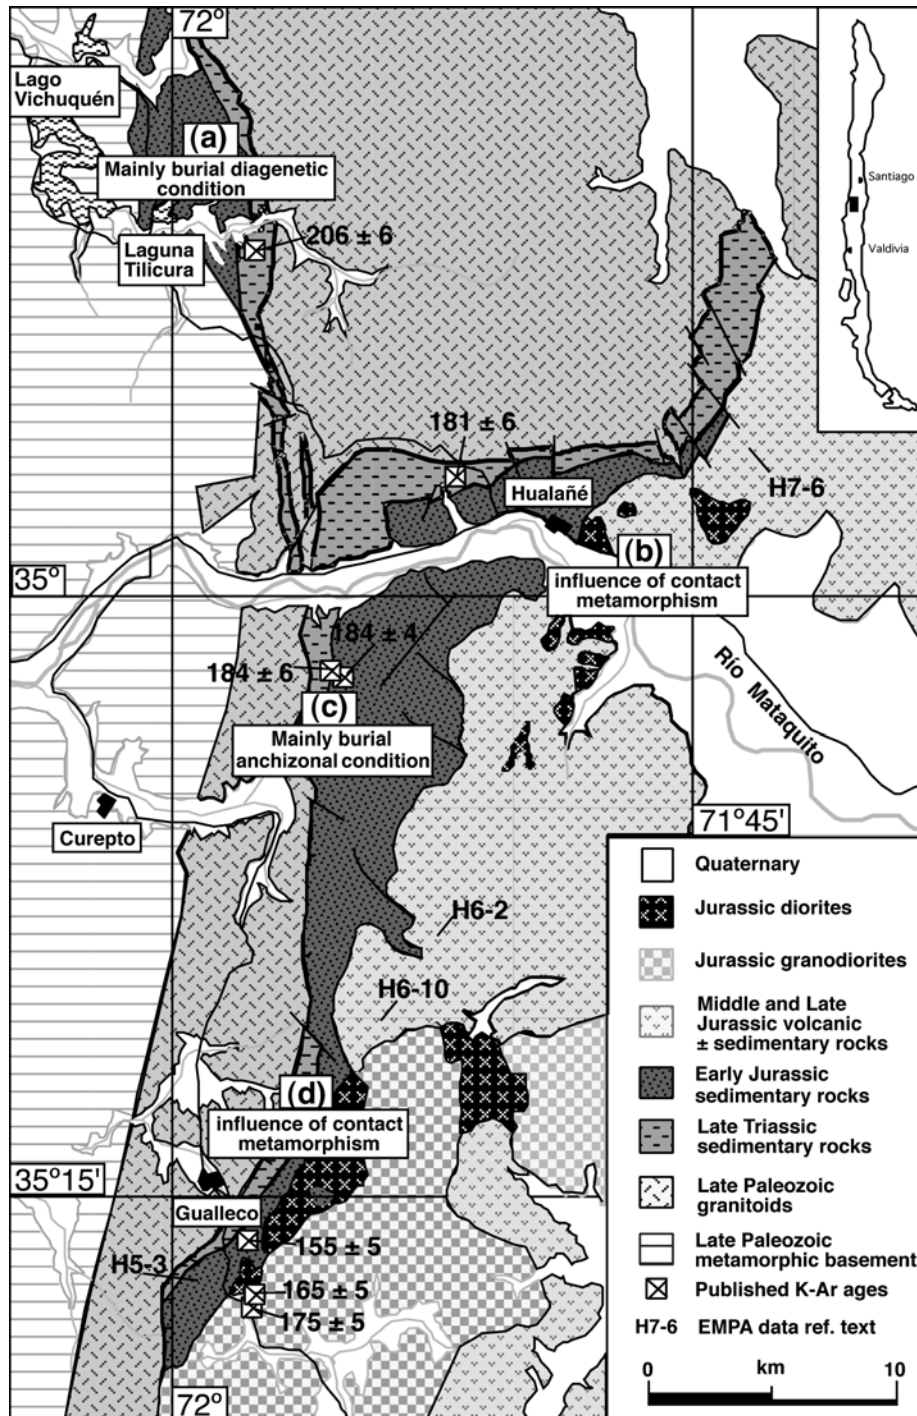 72°
Lago
Vichuquén
(a)
Mainly burial diagenetic
condition
Santiago
Valdivia
206 ± 6
Laguna
Tilicura
181 ± 6
H7-6
Hualañé
(b)
35°
influence of contact
metamorphism
184 ± 4
184 ± 6
(c)
Mainly burial
anchizonal condition
Río Mataquito
Curepto
71°45'
Quaternary
Jurassic diorites
H6-2
Jurassic granodiorites
H6-10
Middle and Late
Jurassic volcanic
± sedimentary rocks
Early Jurassic
sedimentary rocks
(d)
influence of contact
metamorphism
Late Triassic
sedimentary rocks
35°15'
Late Paleozoic
granitoids
Gualleco
155 ± 5
Late Paleozoic
metamorphic basement
H5-3
165 ± 5
Published K-Ar ages
175 ± 5
H7-6 EMPA data ref. text
0 km 10
72°